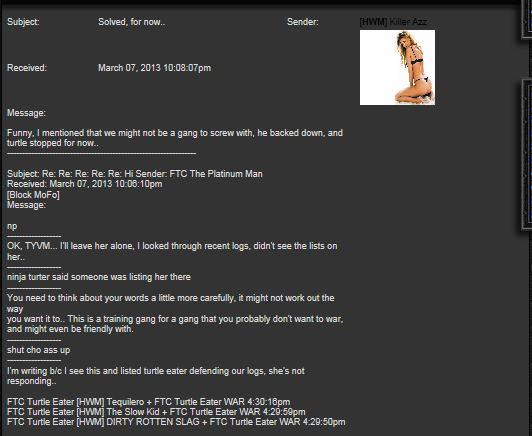 Subject: Solved, for now.. Sender: [HWM] Killer Azz
Received: March 07, 2013 10:08:07pm
Message:
Funny, I mentioned that we might not be a gang to screw with, he backed down, and
turtle stopped for now..
--------------------------------------------------------------
Subject: Re: Re: Re: Re: Re: Hi Sender: FTC The Platinum Man
Received: March 07, 2013 10:06:10pm
[Block MoFo]
Message:
np
------------------
OK, TYVM... I'll leave her alone, I looked through recent logs, didn't see the lists on
her..
------------------
ninja turter said someone was listing her there
------------------
You need to think about your words a little more carefully, it might not work out the
way
you want it to.. This is a training gang for a gang that you probably don't want to war,
and might even be friendly with.
------------------
shut cho ass up
------------------
I'm writing b/c I see this and listed turtle eater defending our logs, she's not
responding..
FTC Turtle Eater [HWM] Tequilero + FTC Turtle Eater WAR 4:30:16pm
FTC Turtle Eater [HWM] The Slow Kid + FTC Turtle Eater WAR 4:29:59pm
FTC Turtle Eater [HWM] DIRTY ROTTEN SLAG + FTC Turtle Eater WAR 4:29:50pm